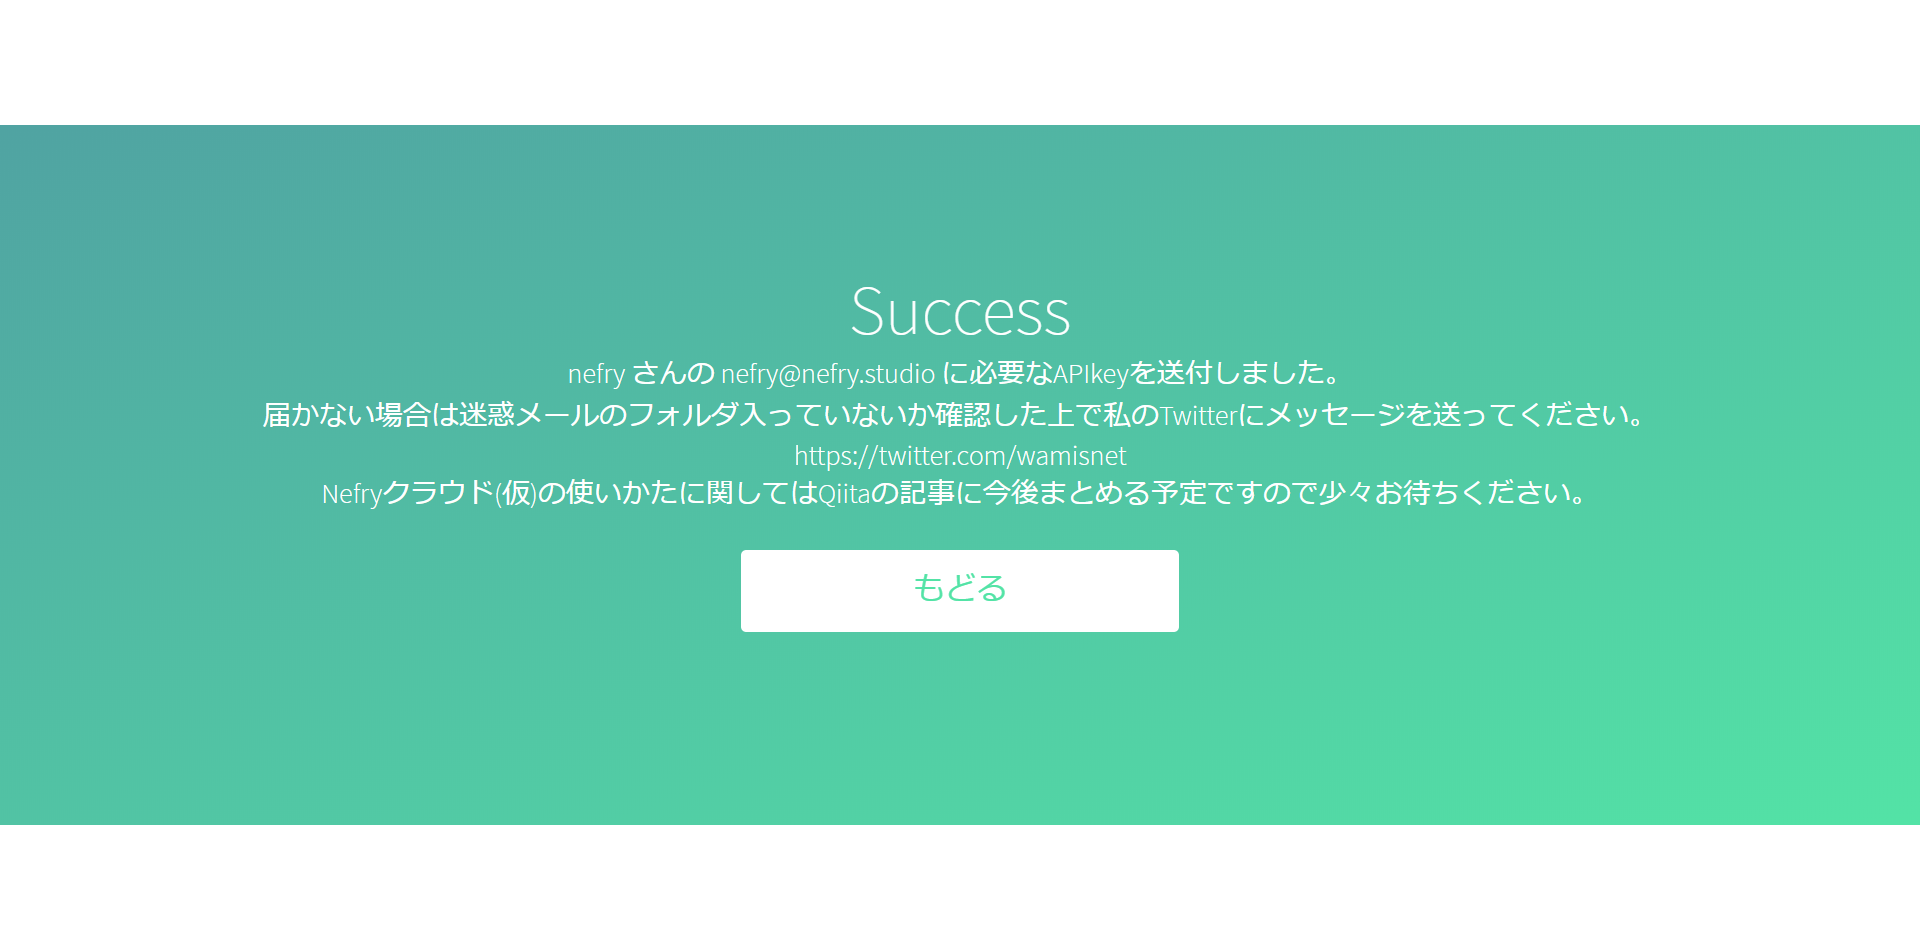 Success
nefry さんの nefry@nefry.studio に必要なAPIkeyを送付しました。
届かない場合は迷惑メールのフォルダ入っていないか確認した上で私のTwitterにメッセージを送ってください。
https://twitter.com/wamisnet
Nefryクラウド(仮)の使いかたに関してはQiitaの記事に今後まとめる予定ですので少々お待ちください。
もどる